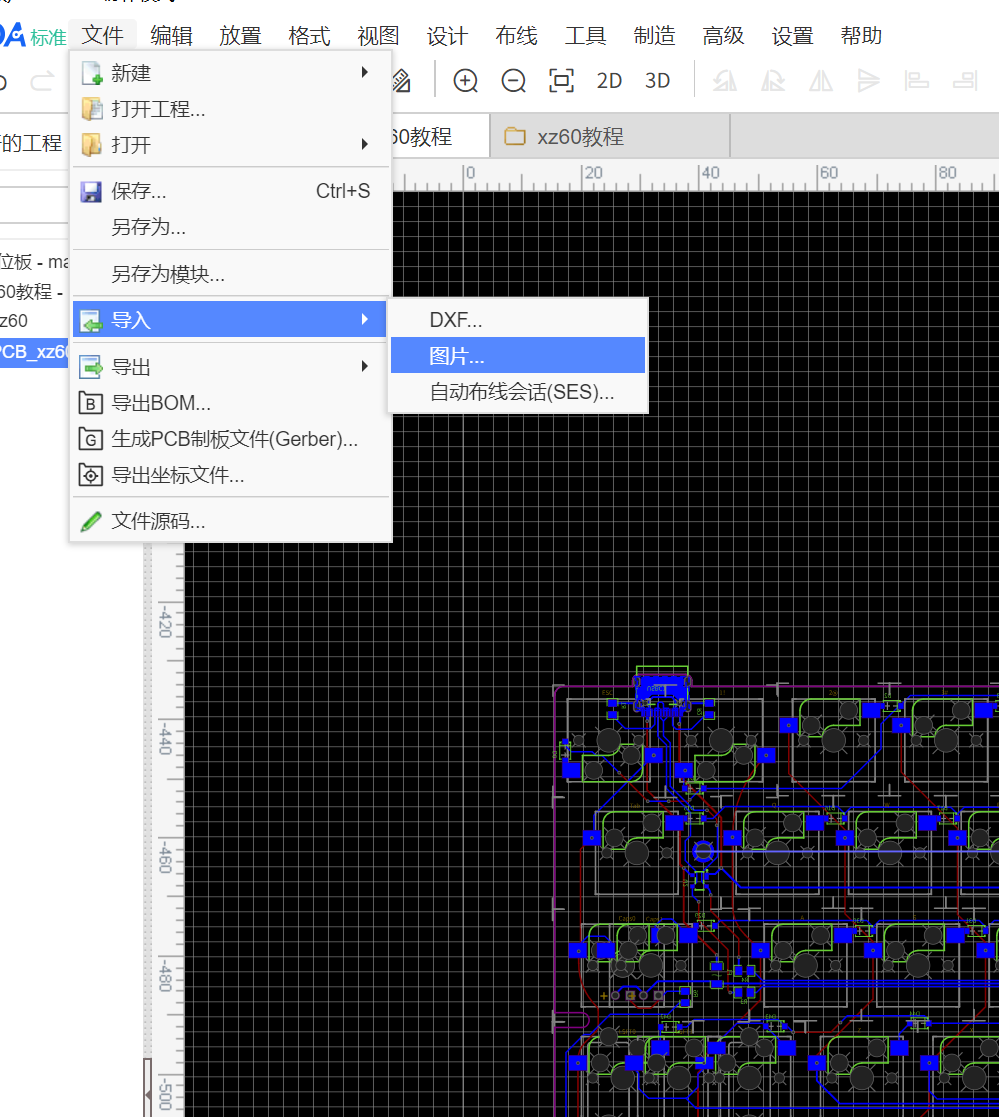 标准 文件 编辑 放置 格式 视图 设计 布线 工具 制造 高级 设置 帮助
新建
2D 3D
打开工程...
的工程 打开 60教程 xz60教程
0 20 40 60 80
保存... Ctrl+S
另存为...
位板 - ma
另存为模块...
60教程 -
z60 导入 DXF...
PCB_xz60 图片...
导出 自动布线会话(SES)...
导出BOM...
生成PCB制板文件(Gerber)...
导出坐标文件...
文件源码...
-420
-440
-460
-480
-500